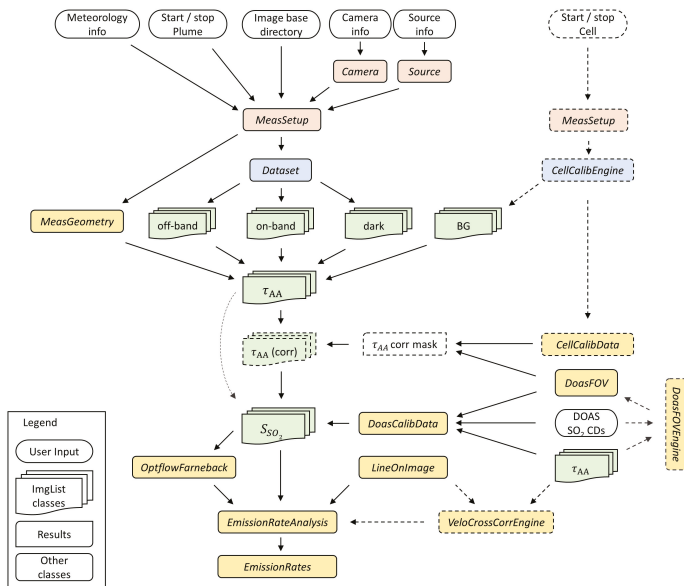 Meteorology
info
Start / stop
Plume
Image base
directory
Camera
info
Source
info
Start / stop
Cell
Camera
Source
MeasSetup
MeasSetup
Dataset
CellCalibEngine
MeasGeometry
off-band
on-band
dark
BG
τAA
τAA (corr)
τAA corr mask
CellCalibData
DoasFOV
DoasFOVEngine
DOAS
SO₂ CDs
SSO₂
DoasCalibData
τAA
OptflowFarneback
LineOnImage
EmissionRateAnalysis
VeloCrossCorrEngine
EmissionRates
Legend
User Input
ImgList
classes
Results
Other
classes